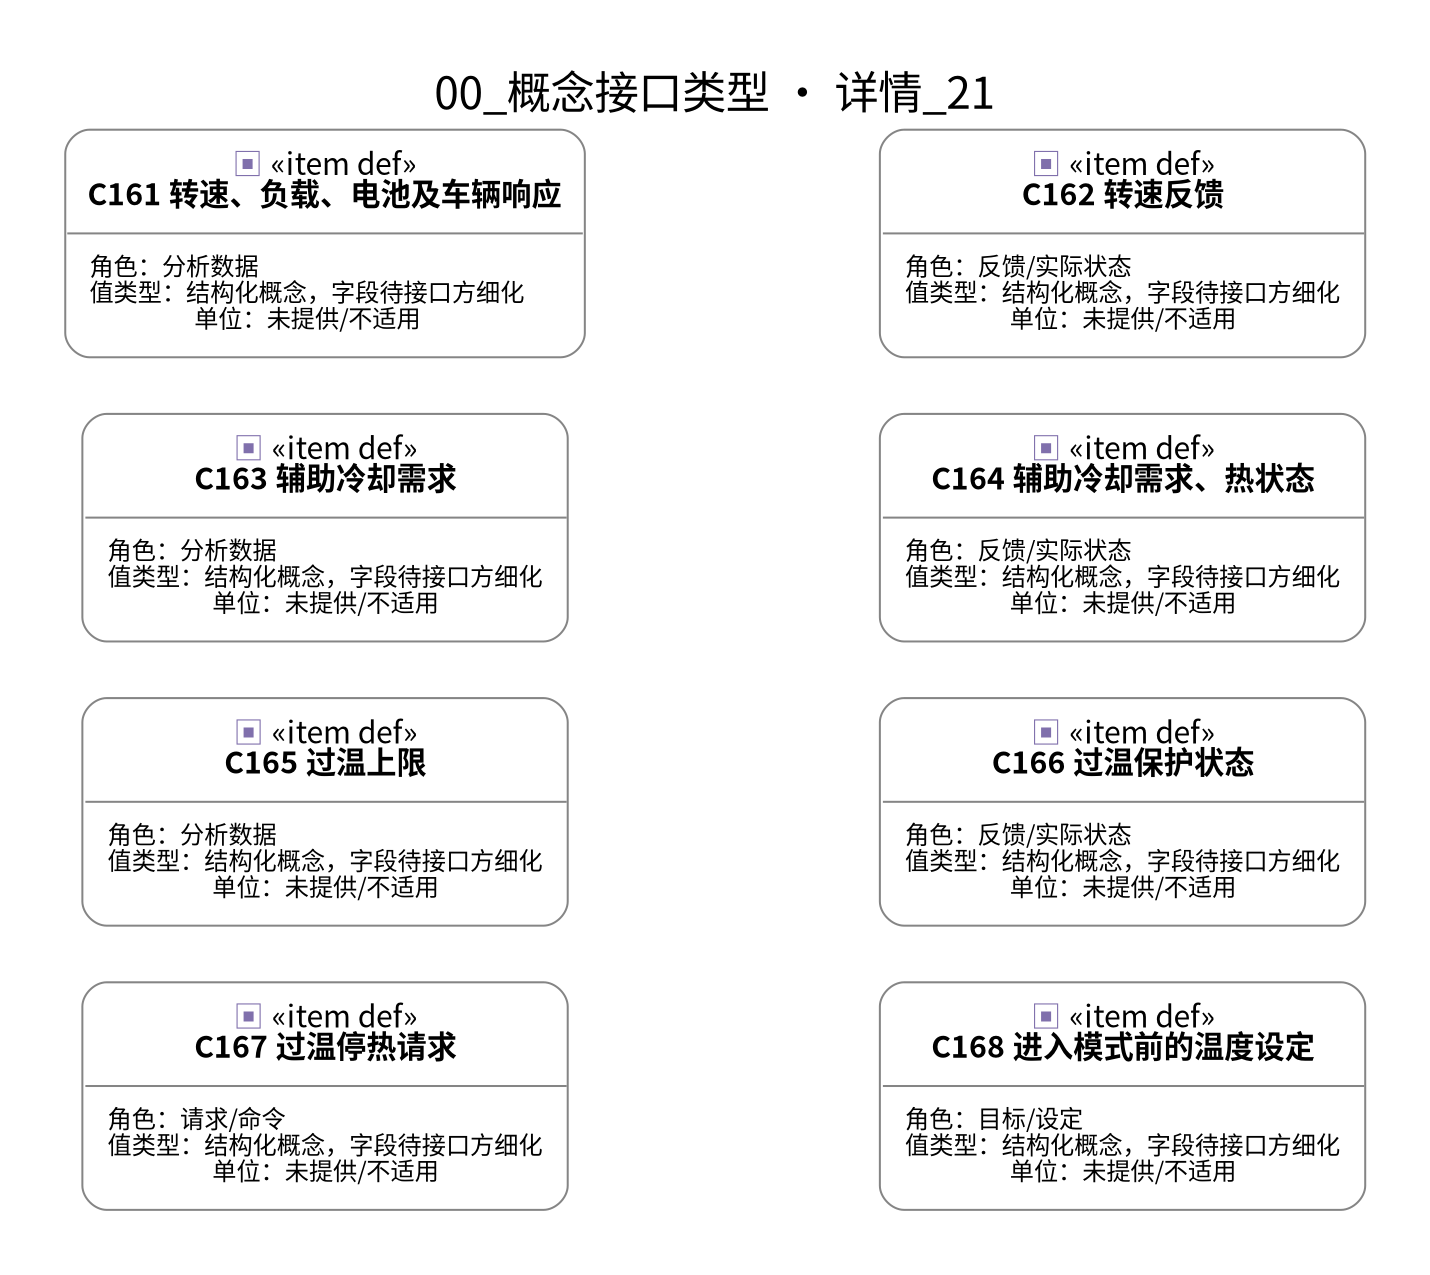 00_概念接口类型 · 详情_21
«item def»
C161 转速、负载、电池及车辆响应
角色：分析数据
值类型：结构化概念，字段待接口方细化
单位：未提供/不适用
«item def»
C162 转速反馈
角色：反馈/实际状态
值类型：结构化概念，字段待接口方细化
单位：未提供/不适用
«item def»
C163 辅助冷却需求
角色：分析数据
值类型：结构化概念，字段待接口方细化
单位：未提供/不适用
«item def»
C164 辅助冷却需求、热状态
角色：反馈/实际状态
值类型：结构化概念，字段待接口方细化
单位：未提供/不适用
«item def»
C165 过温上限
角色：分析数据
值类型：结构化概念，字段待接口方细化
单位：未提供/不适用
«item def»
C166 过温保护状态
角色：反馈/实际状态
值类型：结构化概念，字段待接口方细化
单位：未提供/不适用
«item def»
C167 过温停热请求
角色：请求/命令
值类型：结构化概念，字段待接口方细化
单位：未提供/不适用
«item def»
C168 进入模式前的温度设定
角色：目标/设定
值类型：结构化概念，字段待接口方细化
单位：未提供/不适用